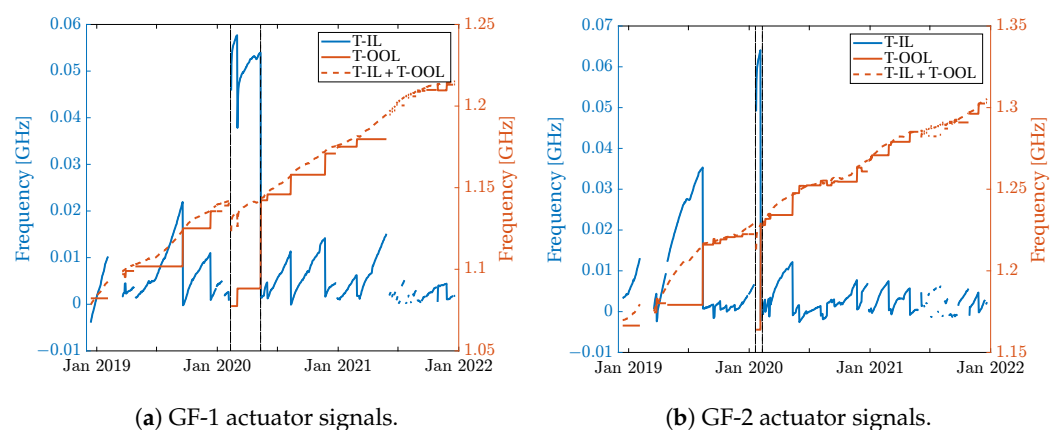 0.06
0.05
0.04
0.03
0.02
0.01
0
−0.01
Frequency [GHz]
T-IL
T-OOL
T-IL + T-OOL
1.25
1.2
1.15
1.1
1.05
Frequency [GHz]
Jan 2019
Jan 2020
Jan 2021
Jan 2022
(a) GF-1 actuator signals.
0.07
0.06
0.05
0.04
0.03
0.02
0.01
0
−0.01
Frequency [GHz]
T-IL
T-OOL
T-IL + T-OOL
1.35
1.3
1.25
1.2
1.15
Frequency [GHz]
Jan 2019
Jan 2020
Jan 2021
Jan 2022
(b) GF-2 actuator signals.